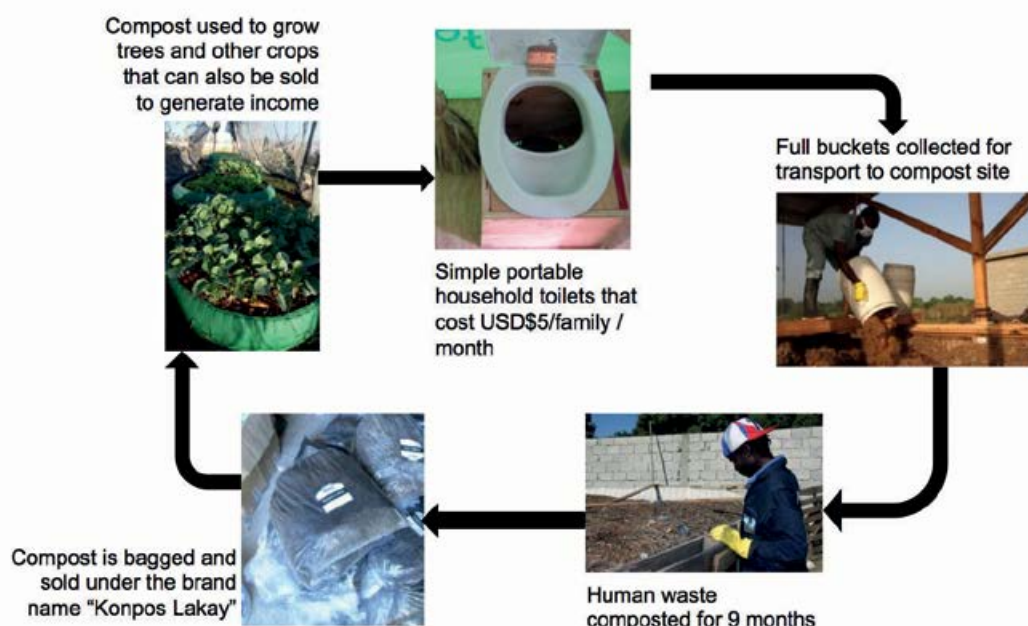 Compost used to grow
trees and other crops
that can also be sold
to generate income
Simple portable
household toilets that
cost USD$5/family /
month
Full buckets collected for
transport to compost site
Human waste
composted for 9 months
Compost is bagged and
sold under the brand
name “Konpos Lakay”